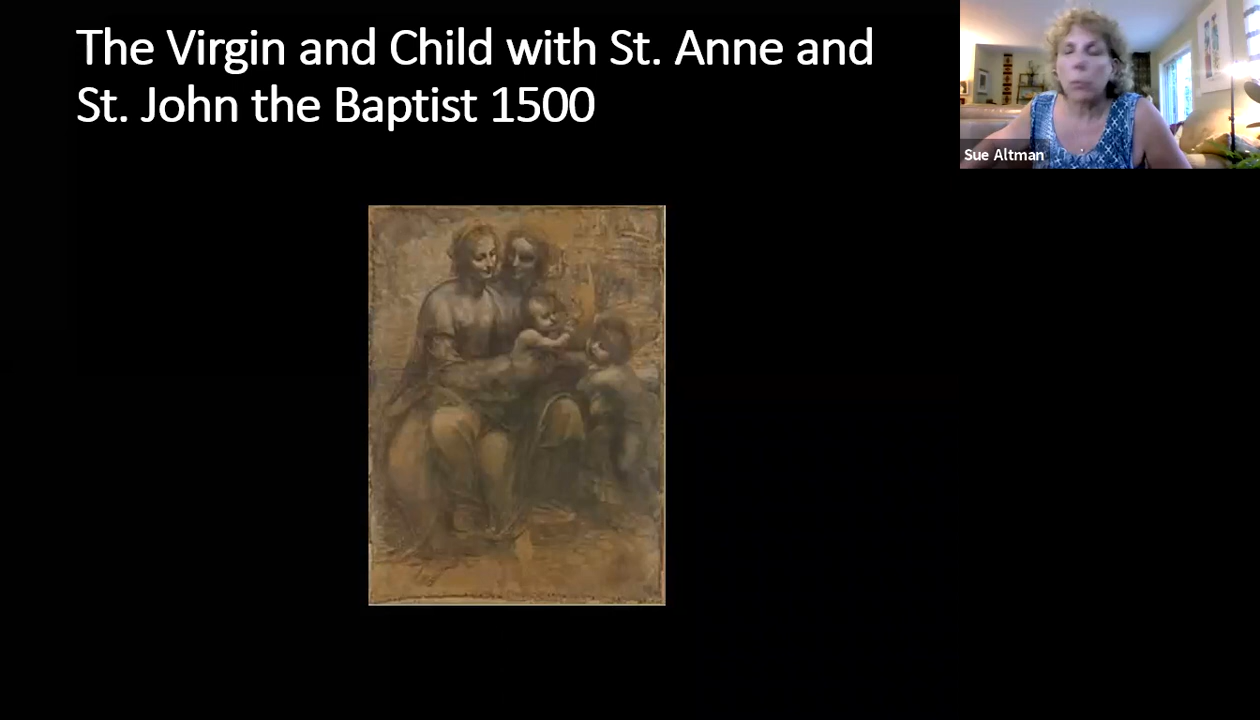 The Virgin and Child with St. Anne and
St. John the Baptist 1500
Sue Altman